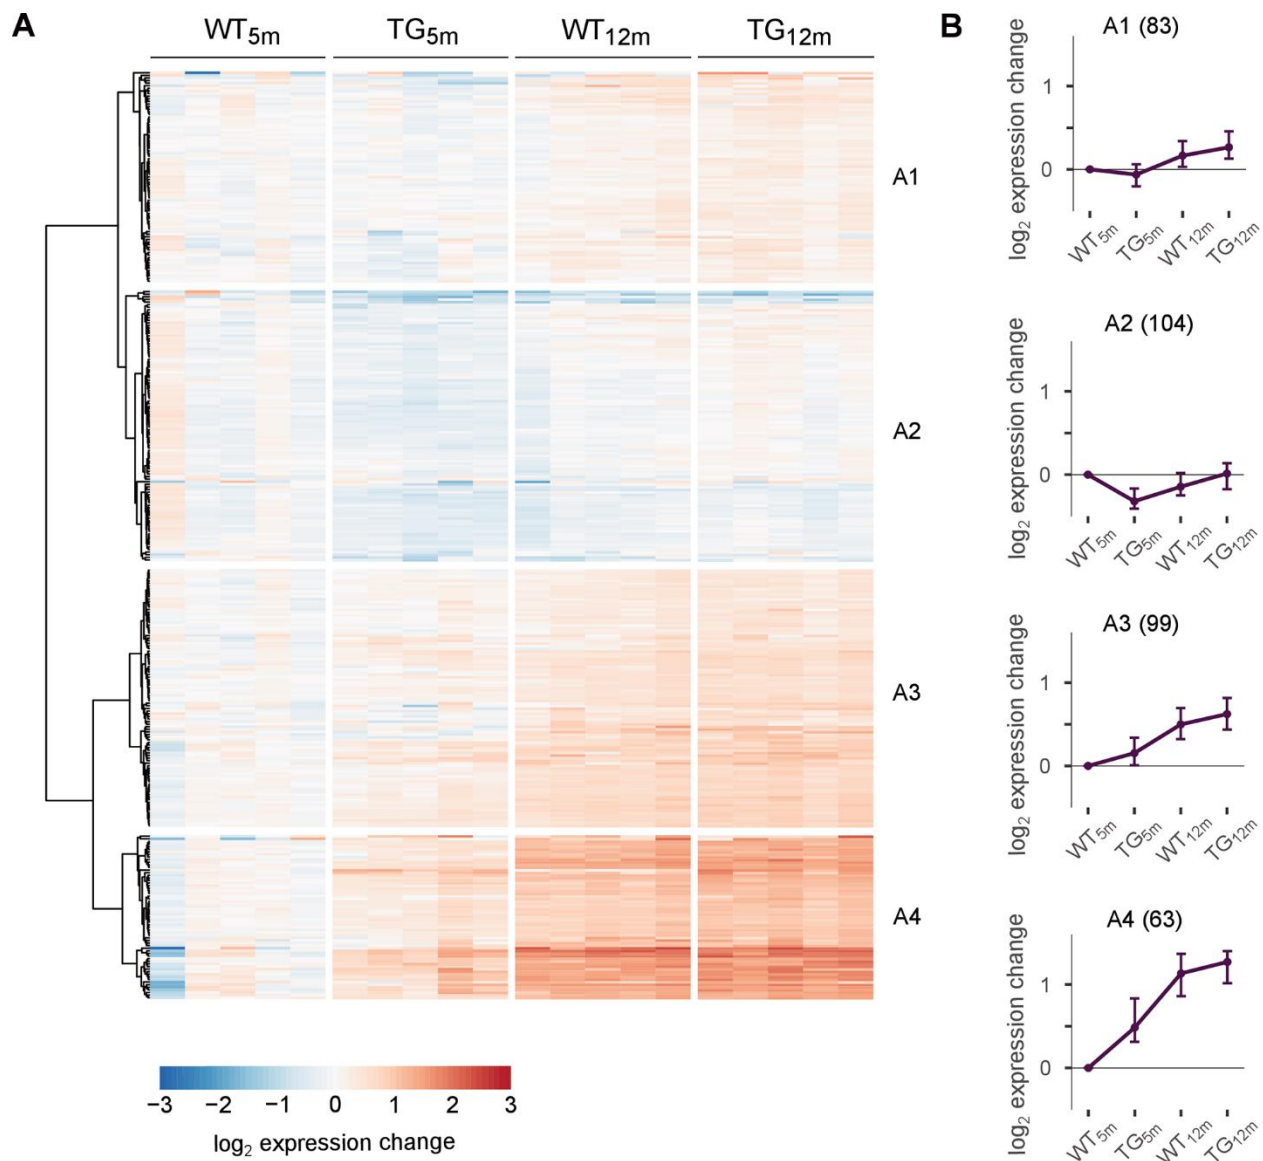 A
WT5m TG5m WT12m TG12m
A1
A2
A3
A4
−3 −2 −1 0 1 2 3
log2 expression change
B
A1 (83)
log2 expression change
1
0
WT5m TG5m WT12m TG12m
A2 (104)
log2 expression change
1
0
WT5m TG5m WT12m TG12m
A3 (99)
log2 expression change
1
0
WT5m TG5m WT12m TG12m
A4 (63)
log2 expression change
1
0
WT5m TG5m WT12m TG12m